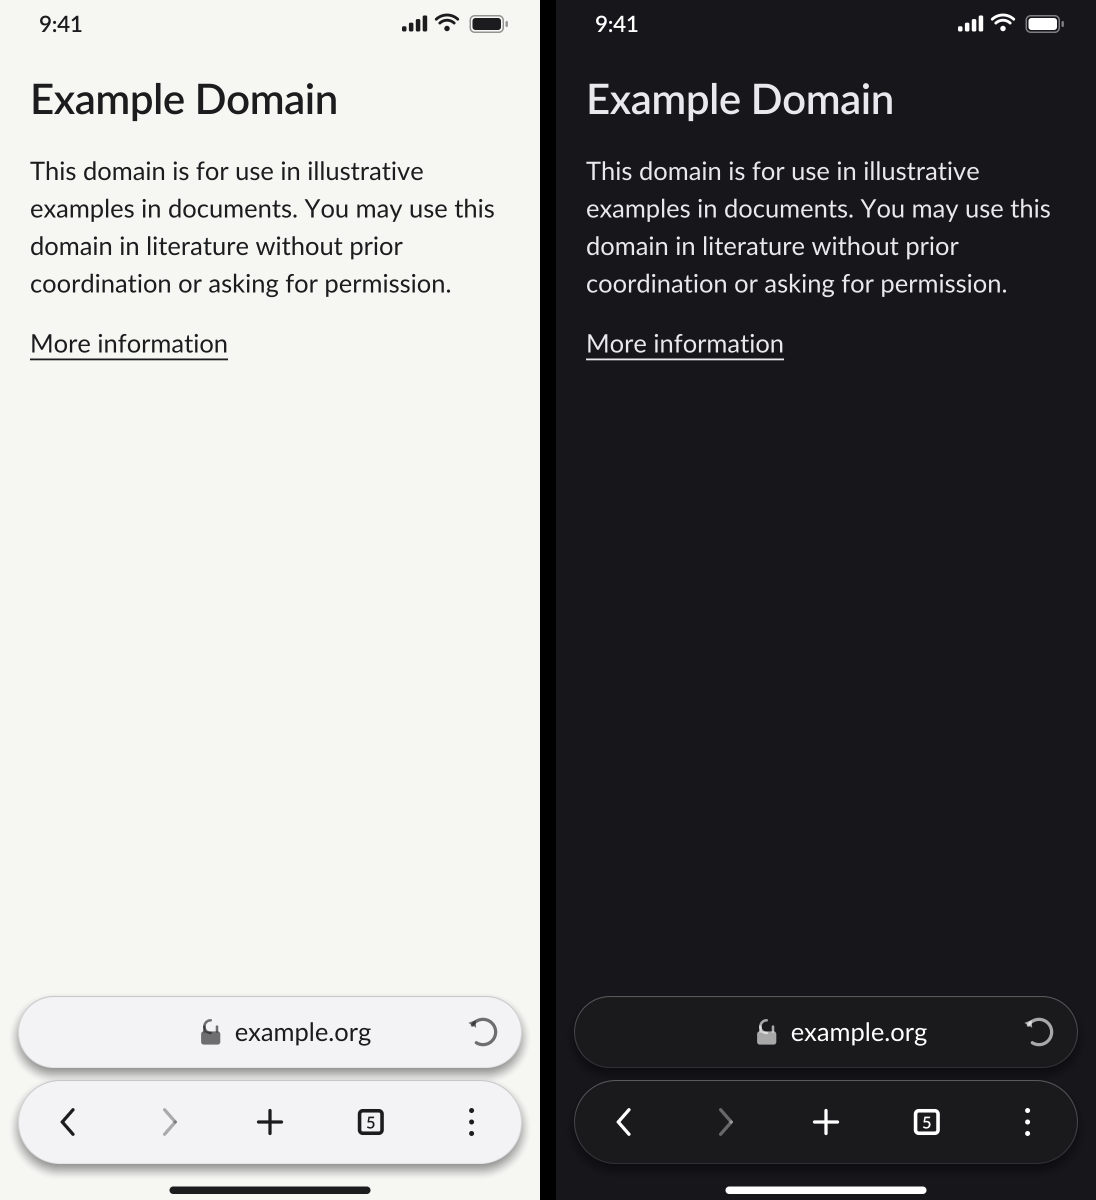 9:41
Example Domain
This domain is for use in illustrative
examples in documents. You may use this
domain in literature without prior
coordination or asking for permission.
More information
example.org
5
9:41
Example Domain
This domain is for use in illustrative
examples in documents. You may use this
domain in literature without prior
coordination or asking for permission.
More information
example.org
5